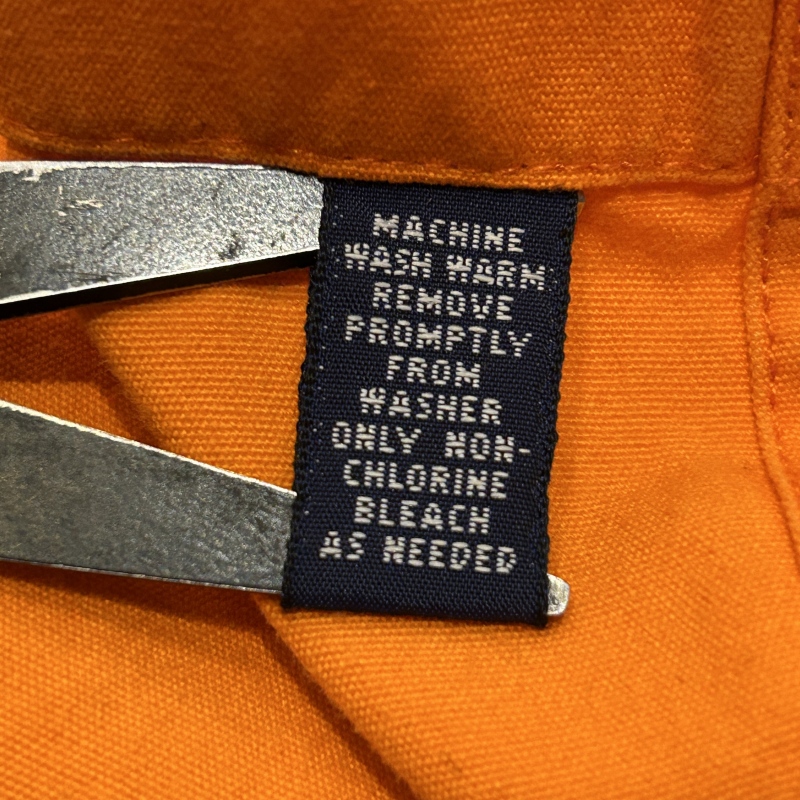 MACHINE
WASH WARM
REMOVE
PROMPTLY
FROM
WASHER
ONLY NON-
CHLORINE
BLEACH
AS NEEDED